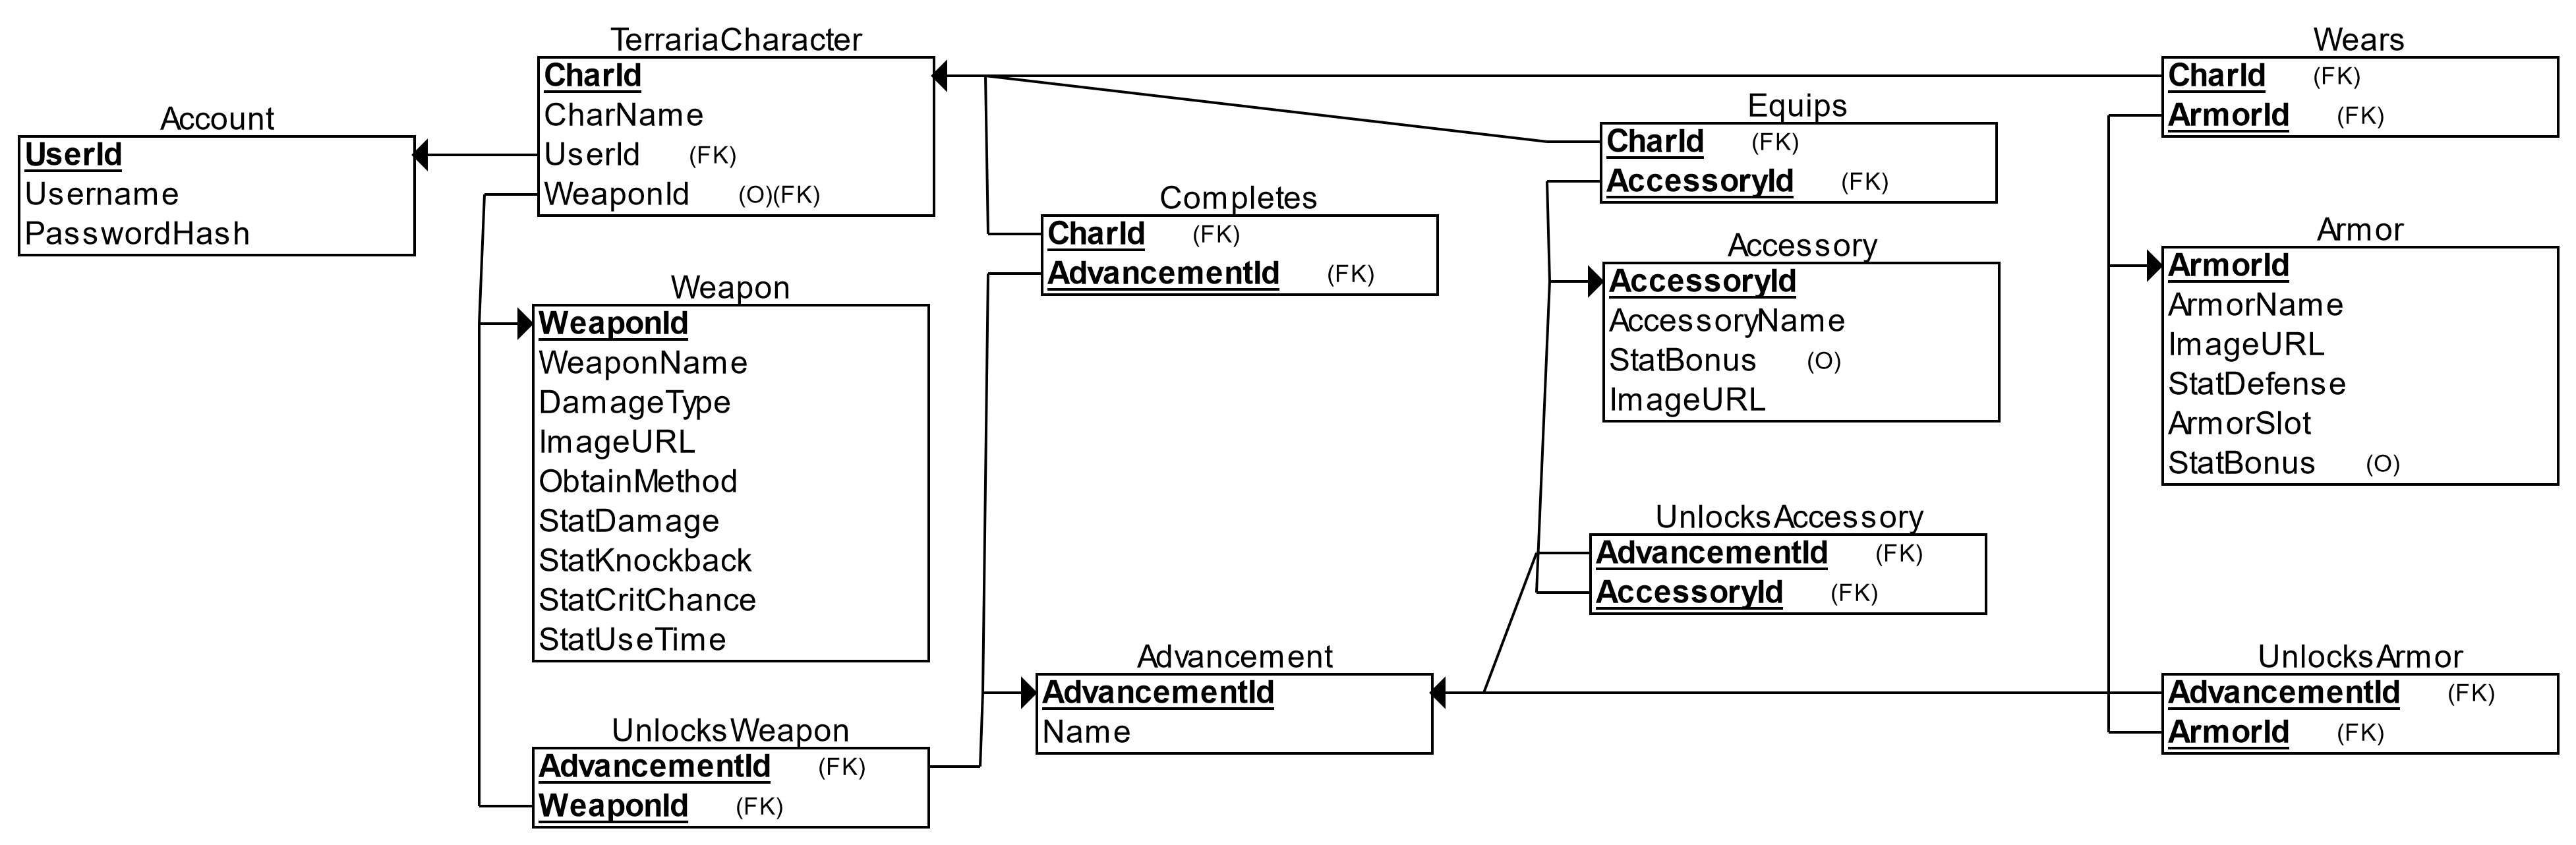 TerrariaCharacter
CharId
CharName
UserId (FK)
WeaponId (O)(FK)
Account
UserId
Username
PasswordHash
Weapon
WeaponId
WeaponName
DamageType
ImageURL
ObtainMethod
StatDamage
StatKnockback
StatCritChance
StatUseTime
UnlocksWeapon
AdvancementId (FK)
WeaponId (FK)
Completes
CharId (FK)
AdvancementId (FK)
Advancement
AdvancementId
Name
Equips
CharId (FK)
AccessoryId (FK)
Accessory
AccessoryId
AccessoryName
StatBonus (O)
ImageURL
UnlocksAccessory
AdvancementId (FK)
AccessoryId (FK)
Wears
CharId (FK)
ArmorId (FK)
Armor
ArmorId
ArmorName
ImageURL
StatDefense
ArmorSlot
StatBonus (O)
UnlocksArmor
AdvancementId (FK)
ArmorId (FK)